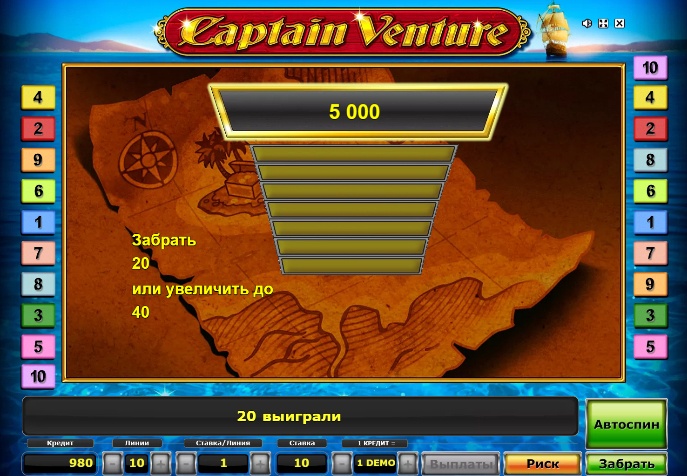 Captain Venture
10
4
4
2
2
9
8
6
6
1
1
7
7
8
9
3
3
5
5
10
5 000
Забрать
20
или увеличить до
40
20 выиграли
Автоспин
Кредит
Линии
Ставка/Линия
Ставка
1 КРЕДИТ =
980
- 10 +
- 1 +
10
- 1 DEMO +
Выплаты
Риск
Забрать